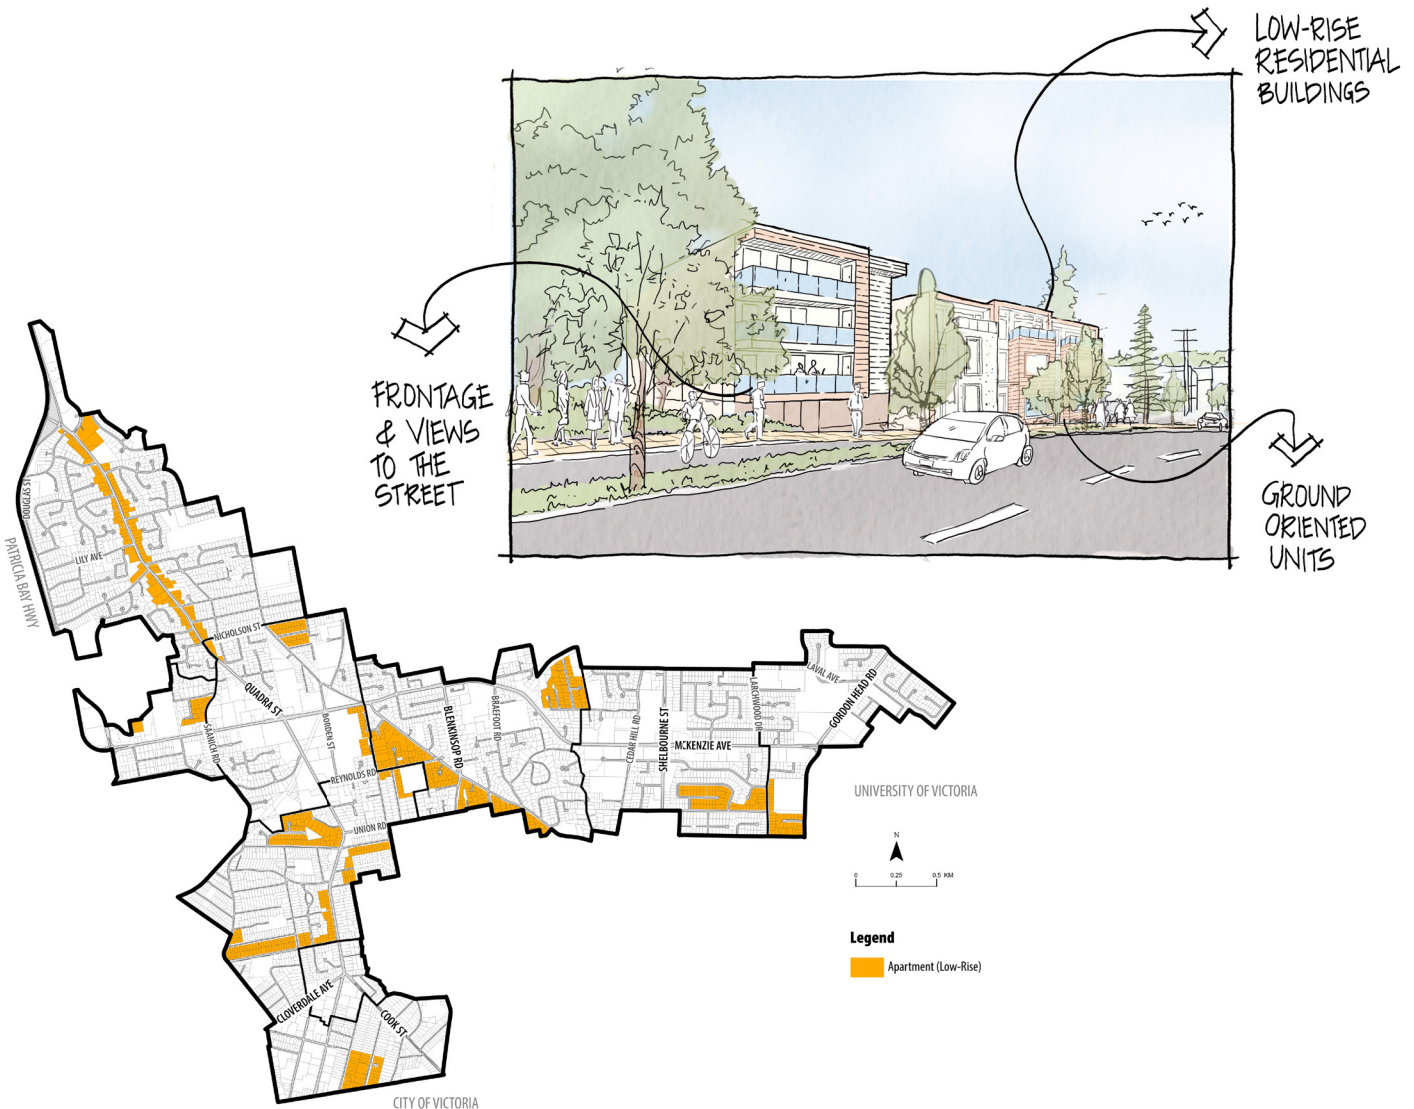 LOW-RISE
RESIDENTIAL
BUILDINGS
FRONTAGE
& VIEWS
TO THE
STREET
GROUND
ORIENTED
UNITS
DOUGLAS ST
PATRICIA BAY HWY
LILY AVE
NICHOLSON ST
QUADRA ST
SAANICH RD
BORDEN ST
REYNOLDS RD
UNION RD
BLENKINSOP RD
BRAEFOOT RD
CEDAR HILL RD
SHELBOURNE ST
MCKENZIE AVE
LARCHWOOD DR
LAVAL AVE
GORDON HEAD RD
UNIVERSITY OF VICTORIA
N
0 0.25 0.5 KM
Legend
Apartment (Low-Rise)
CLOVERDALE AVE
COOK ST
CITY OF VICTORIA